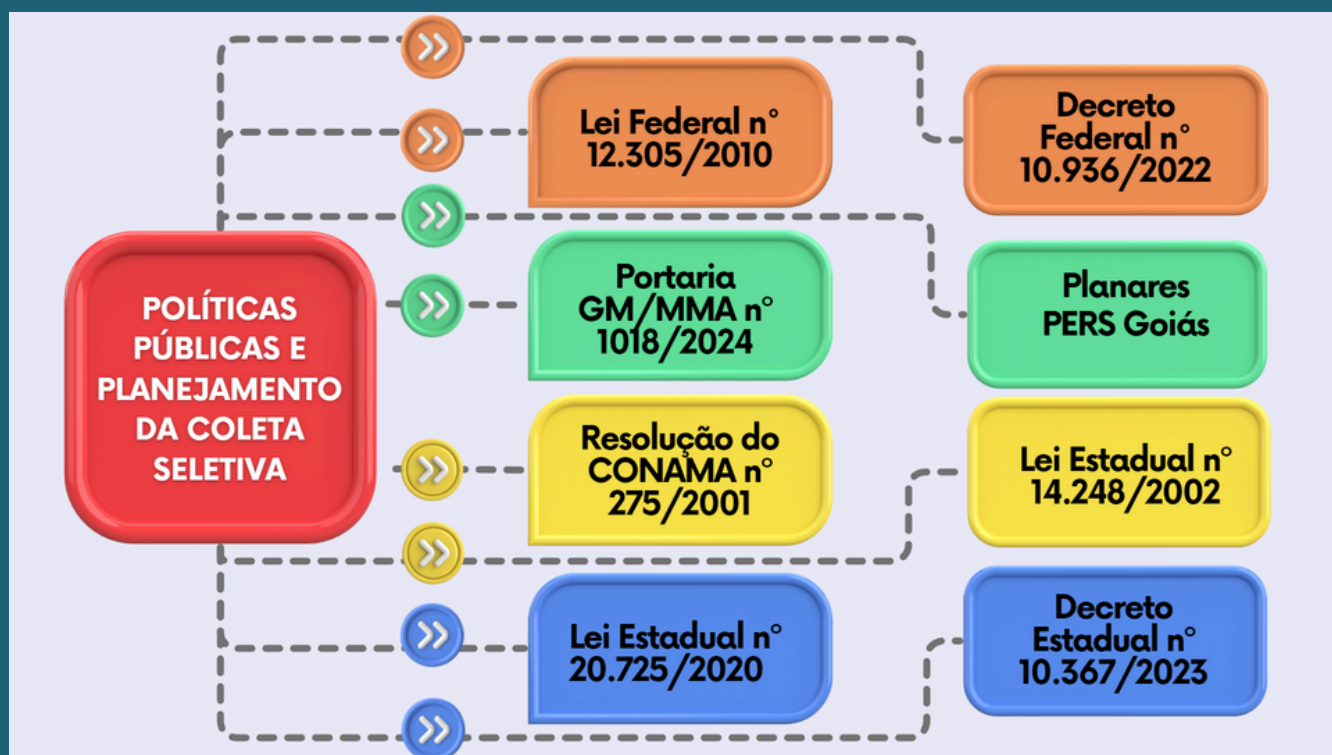 POLÍTICAS
PÚBLICAS E
PLANEJAMENTO
DA COLETA
SELETIVA
Lei Federal n°
12.305/2010
Decreto
Federal n°
10.936/2022
Portaria
GM/MMA n°
1018/2024
Planares
PERS Goiás
Resolução do
CONAMA n°
275/2001
Lei Estadual n°
14.248/2002
Lei Estadual n°
20.725/2020
Decreto
Estadual n°
10.367/2023